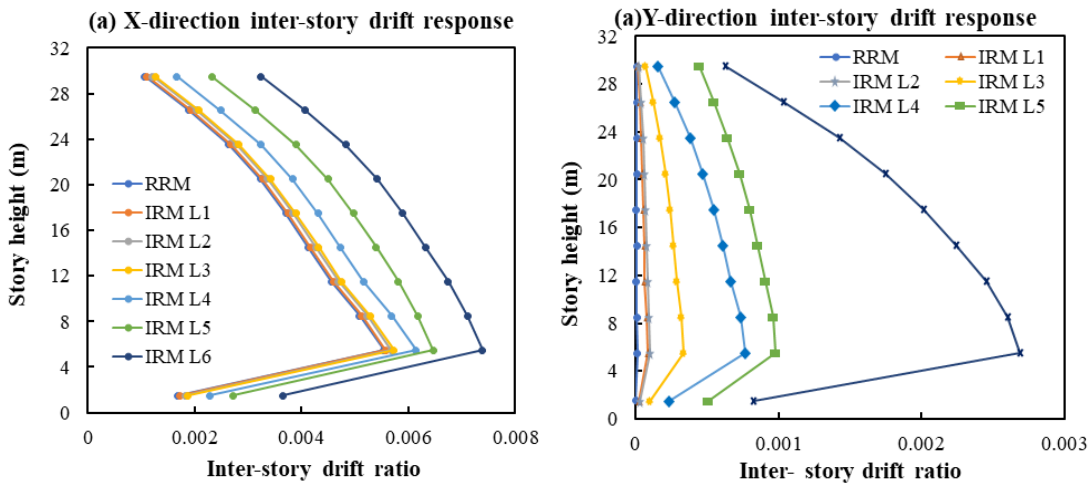 (a) X-direction inter-story drift response
32
28
24
20
16
12
8
4
0
Story height (m)
RRM
IRM L1
IRM L2
IRM L3
IRM L4
IRM L5
IRM L6
0 0.002 0.004 0.006 0.008
Inter-story drift ratio
(a)Y-direction inter-story drift response
32
28
24
20
16
12
8
4
0
Story height (m)
RRM IRM L1
IRM L2 IRM L3
IRM L4 IRM L5
0 0.001 0.002 0.003
Inter- story drift ratio